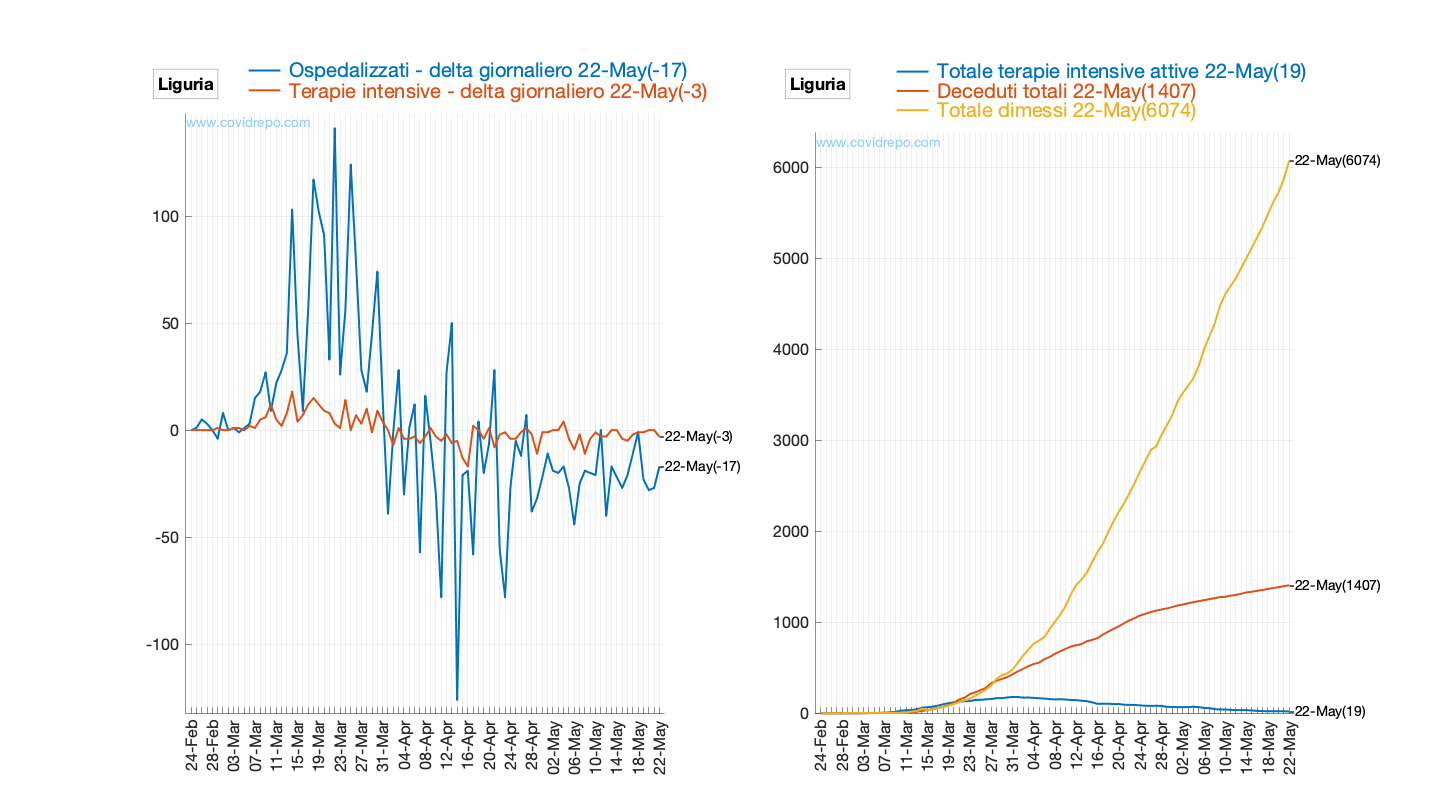 Liguria
Ospedalizzati - delta giornaliero 22-May(-17)
Terapie intensive - delta giornaliero 22-May(-3)
www.covidrepo.com
100
50
0
-50
-100
22-May(-3)
22-May(-17)
24-Feb
28-Feb
03-Mar
07-Mar
11-Mar
15-Mar
19-Mar
23-Mar
27-Mar
31-Mar
04-Apr
08-Apr
12-Apr
16-Apr
20-Apr
24-Apr
28-Apr
02-May
06-May
10-May
14-May
18-May
22-May
Liguria
Totale terapie intensive attive 22-May(19)
Deceduti totali 22-May(1407)
Totale dimessi 22-May(6074)
www.covidrepo.com
6000
5000
4000
3000
2000
1000
0
22-May(6074)
22-May(1407)
22-May(19)
24-Feb
28-Feb
03-Mar
07-Mar
11-Mar
15-Mar
19-Mar
23-Mar
27-Mar
31-Mar
04-Apr
08-Apr
12-Apr
16-Apr
20-Apr
24-Apr
28-Apr
02-May
06-May
10-May
14-May
18-May
22-May